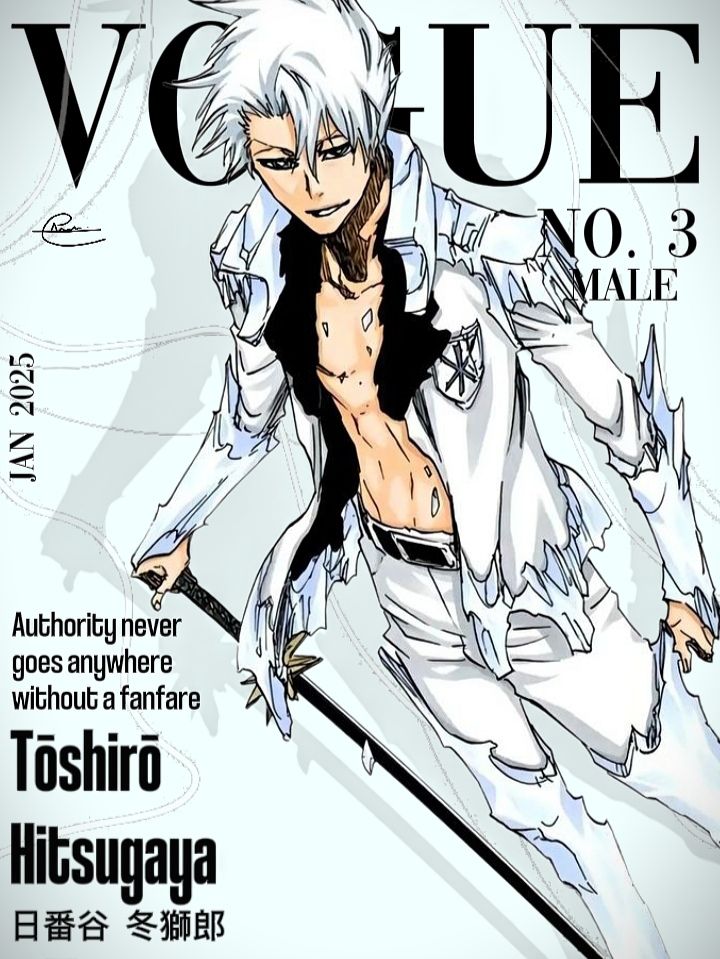 VOGUE
NO. 3
MALE
JAN 2025
Authority never
goes anywhere
without a fanfare
Tōshirō
Hitsugaya
日番谷 冬獅郎